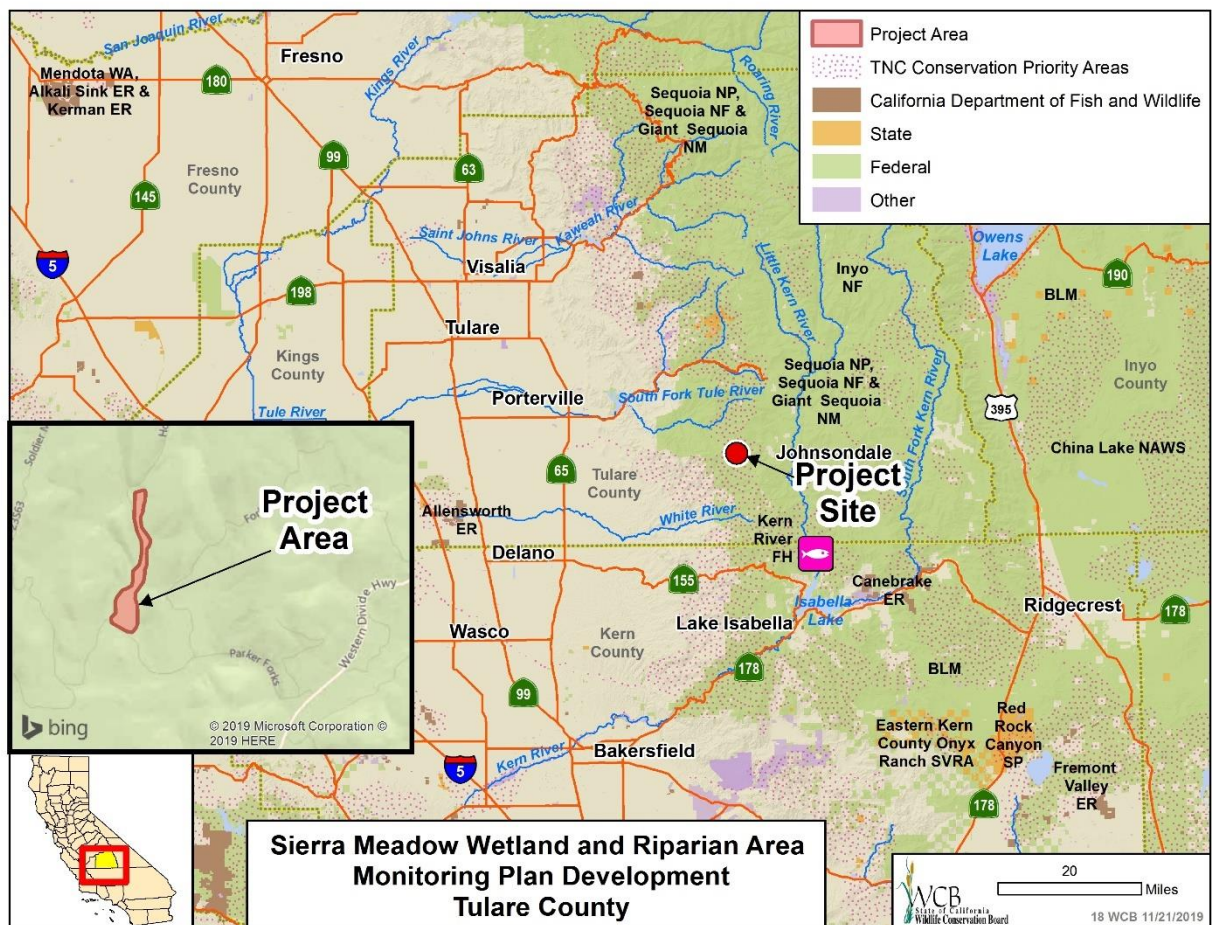 San Joaquin River
Fresno
Mendota WA,
Alkali Sink ER &
Kerman ER
180
Kings River
Roaring River
Sequoia NP,
Sequoia NF &
Giant Sequoia
NM
Project Area
TNC Conservation Priority Areas
California Department of Fish and Wildlife
State
Federal
Other
Fresno
County
99
63
145
5
Saint Johns River
Kaweah River
Visalia
198
Little Kern River
Inyo
NF
Owens
Lake
190
BLM
Tulare
Kings
County
Tule River
Porterville
South Fork Tule River
Sequoia NP,
Sequoia NF &
Giant Sequoia
NM
South Fork Kern River
Inyo
County
395
China Lake NAWS
65
Tulare
County
Johnsondale
Project
Site
Allensworth
ER
White River
Delano
Kern
River
FH
155
Canebrake
ER
Isabella
Lake
Lake Isabella
Ridgecrest
178
Wasco
Kern
County
178
BLM
99
Eastern Kern
County Onyx
Ranch SVRA
Red
Rock
Canyon
SP
Fremont
Valley
ER
178
Kern River
Bakersfield
5
Project
Area
23S63
Parker Forks
Western Divide Hwy
bing
© 2019 Microsoft Corporation ©
2019 HERE
Sierra Meadow Wetland and Riparian Area
Monitoring Plan Development
Tulare County
WCB
State of California
Wildlife Conservation Board
20
Miles
18 WCB 11/21/2019